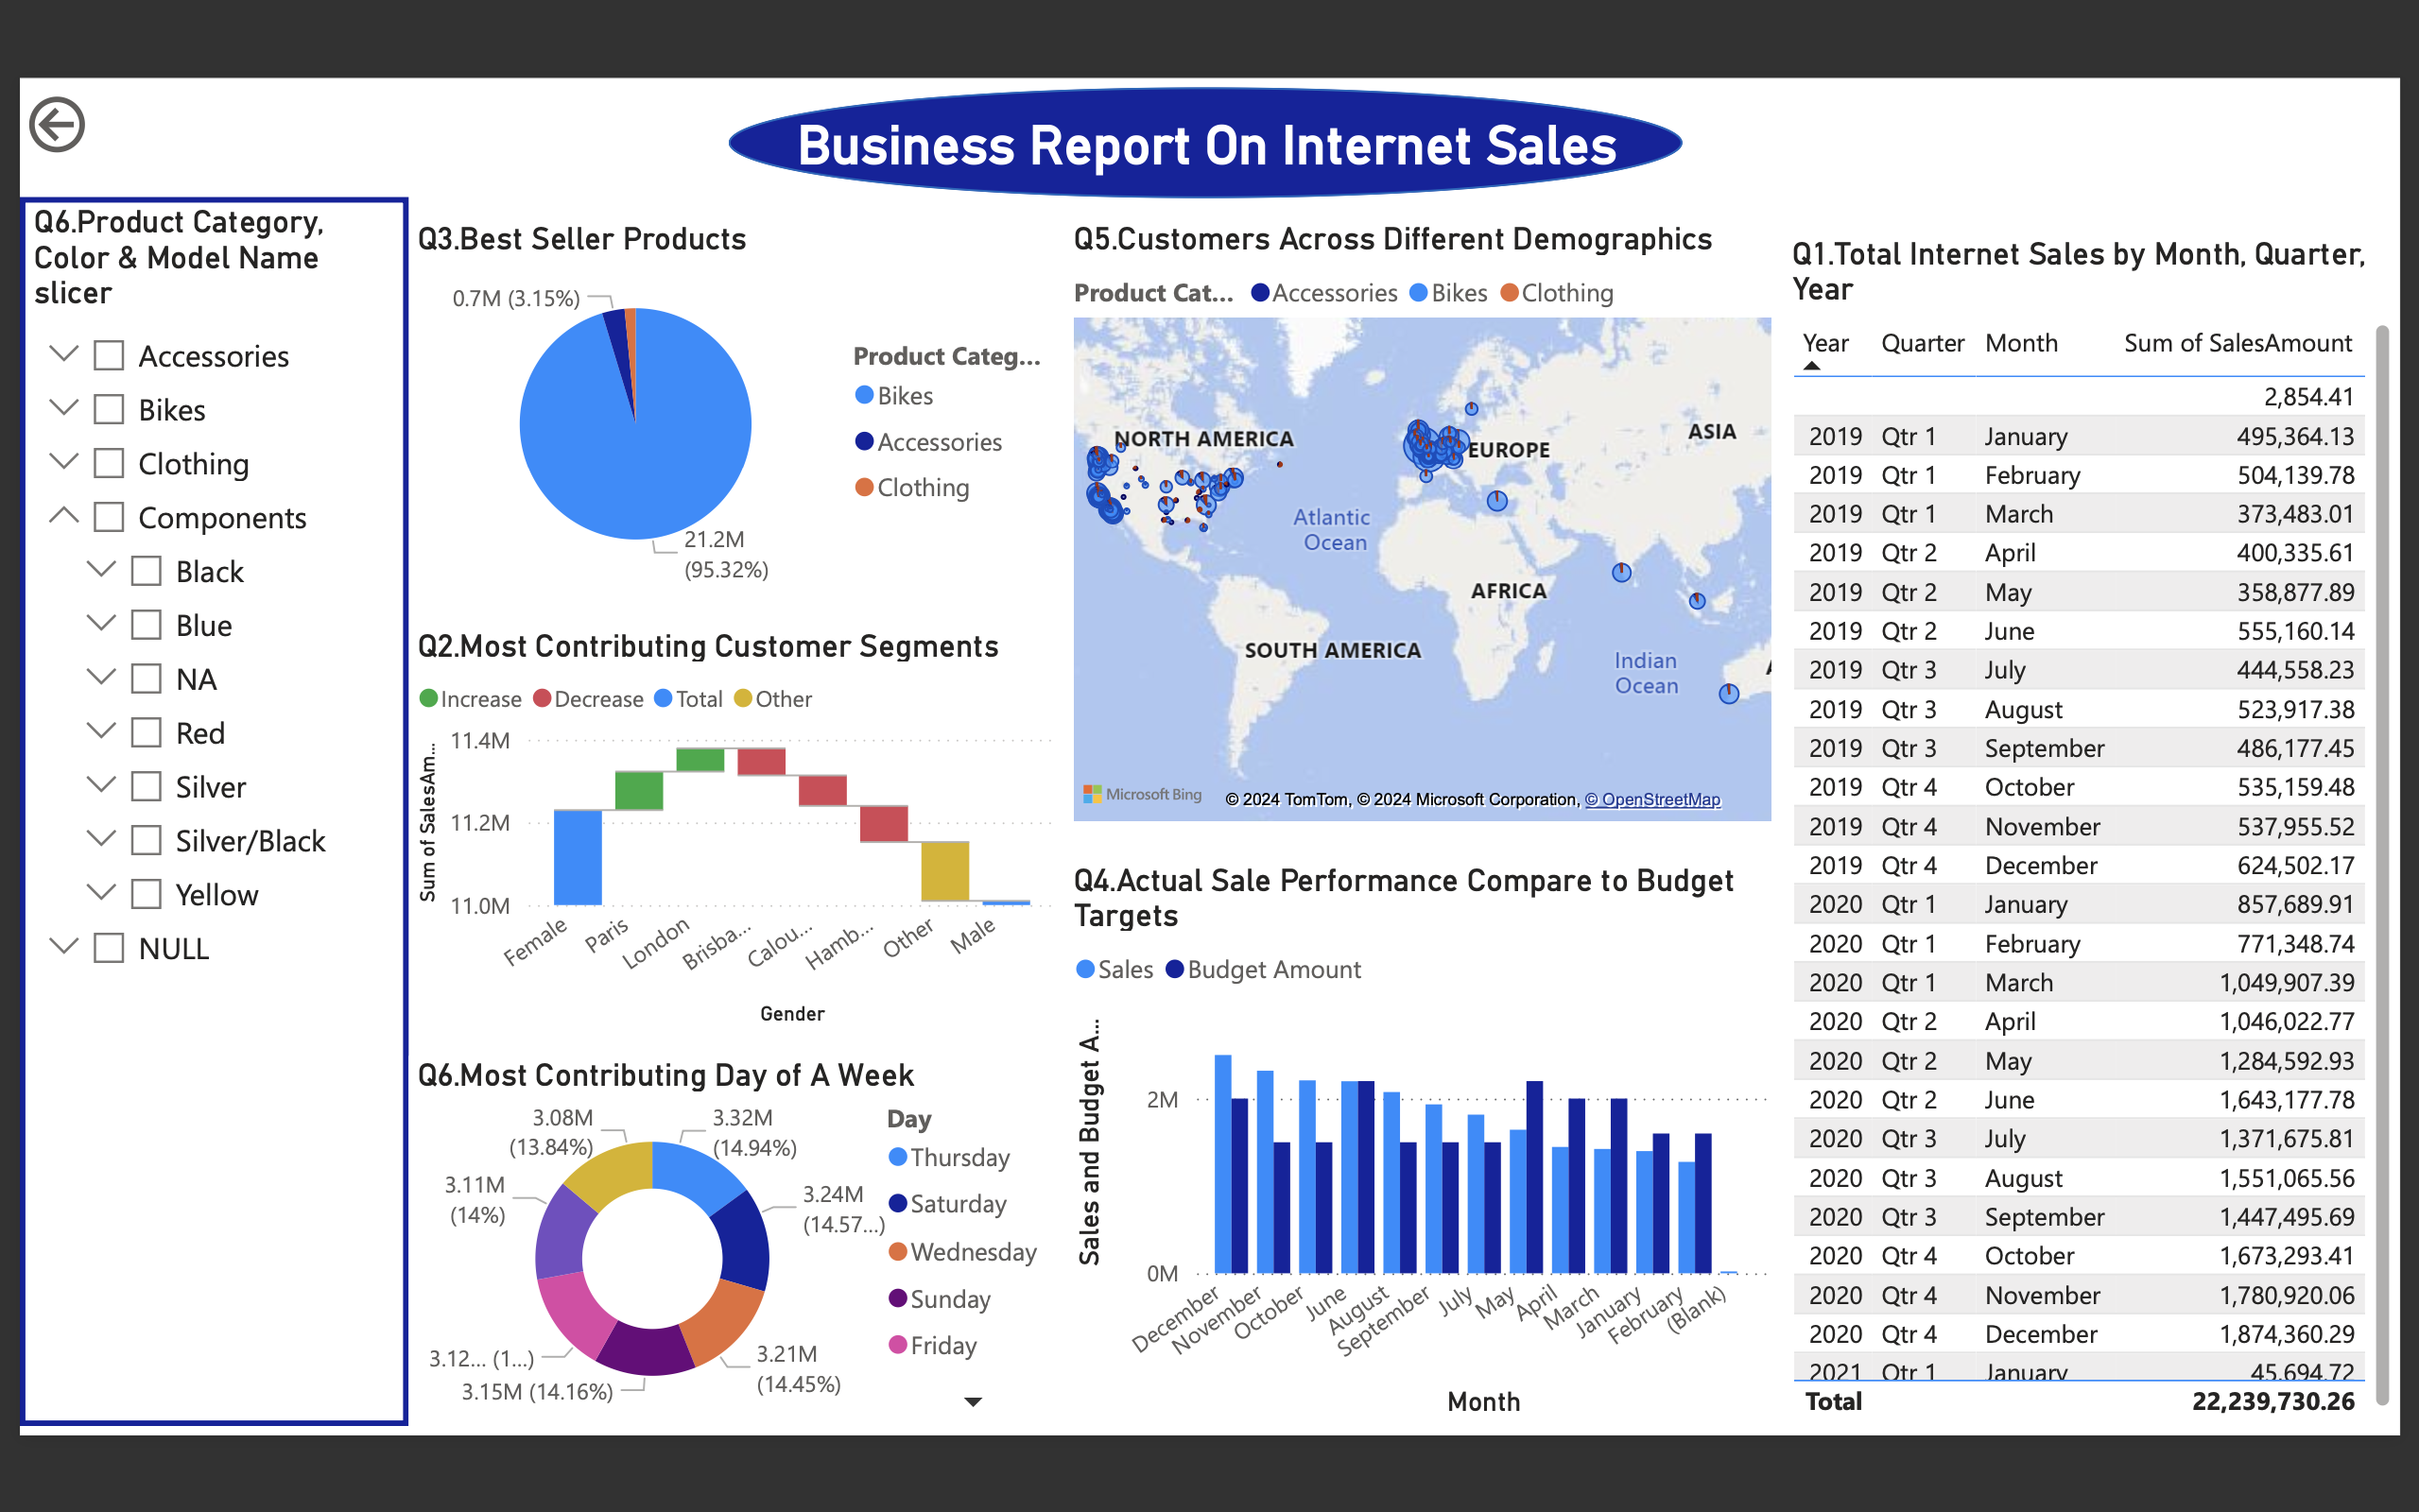 Business Report On Internet Sales
Q6.Product Category,
Color & Model Name
slicer
Accessories
Bikes
Clothing
Components
Black
Blue
NA
Red
Silver
Silver/Black
Yellow
NULL
Q3.Best Seller Products
0.7M (3.15%)
21.2M
(95.32%)
Product Categ...
Bikes
Accessories
Clothing
Q2.Most Contributing Customer Segments
Increase Decrease Total Other
Sum of SalesAm...
11.4M
11.2M
11.0M
Female Paris London Brisba... Calou... Hamb... Other Male
Gender
Q6.Most Contributing Day of A Week
3.08M
(13.84%)
3.32M
(14.94%)
3.11M
(14%)
3.24M
(14.57...)
3.12... (1...)
3.15M (14.16%)
3.21M
(14.45%)
Day
Thursday
Saturday
Wednesday
Sunday
Friday
Q5.Customers Across Different Demographics
Product Cat... Accessories Bikes Clothing
NORTH AMERICA
EUROPE
ASIA
Atlantic
Ocean
AFRICA
SOUTH AMERICA
Indian
Ocean
A
Microsoft Bing
© 2024 TomTom, © 2024 Microsoft Corporation, © OpenStreetMap
Q4.Actual Sale Performance Compare to Budget
Targets
Sales Budget Amount
Sales and Budget A...
2M
0M
December November October June August September July May April March January February (Blank)
Month
Q1.Total Internet Sales by Month, Quarter,
Year
Year Quarter Month Sum of SalesAmount
2,854.41
2019 Qtr 1 January 495,364.13
2019 Qtr 1 February 504,139.78
2019 Qtr 1 March 373,483.01
2019 Qtr 2 April 400,335.61
2019 Qtr 2 May 358,877.89
2019 Qtr 2 June 555,160.14
2019 Qtr 3 July 444,558.23
2019 Qtr 3 August 523,917.38
2019 Qtr 3 September 486,177.45
2019 Qtr 4 October 535,159.48
2019 Qtr 4 November 537,955.52
2019 Qtr 4 December 624,502.17
2020 Qtr 1 January 857,689.91
2020 Qtr 1 February 771,348.74
2020 Qtr 1 March 1,049,907.39
2020 Qtr 2 April 1,046,022.77
2020 Qtr 2 May 1,284,592.93
2020 Qtr 2 June 1,643,177.78
2020 Qtr 3 July 1,371,675.81
2020 Qtr 3 August 1,551,065.56
2020 Qtr 3 September 1,447,495.69
2020 Qtr 4 October 1,673,293.41
2020 Qtr 4 November 1,780,920.06
2020 Qtr 4 December 1,874,360.29
2021 Qtr 1 January 45,694.72
Total 22,239,730.26